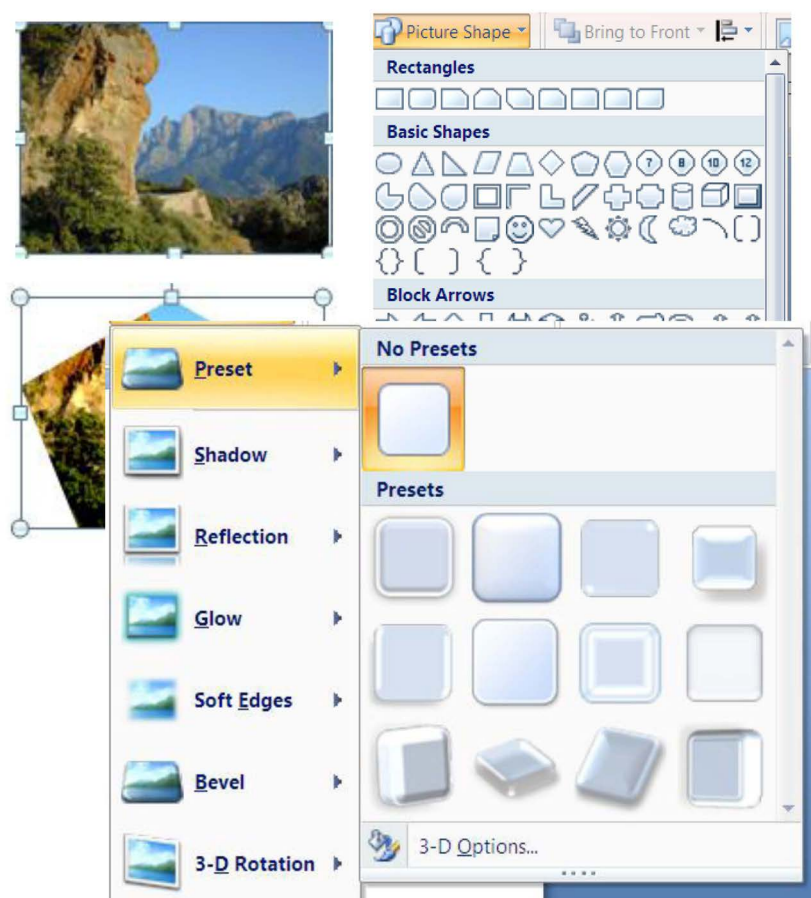 Picture Shape
Bring to Front
Rectangles
Basic Shapes
7 8 10 12
Block Arrows
Preset
Shadow
Reflection
Glow
Soft Edges
Bevel
3-D Rotation
No Presets
Presets
3-D Options...